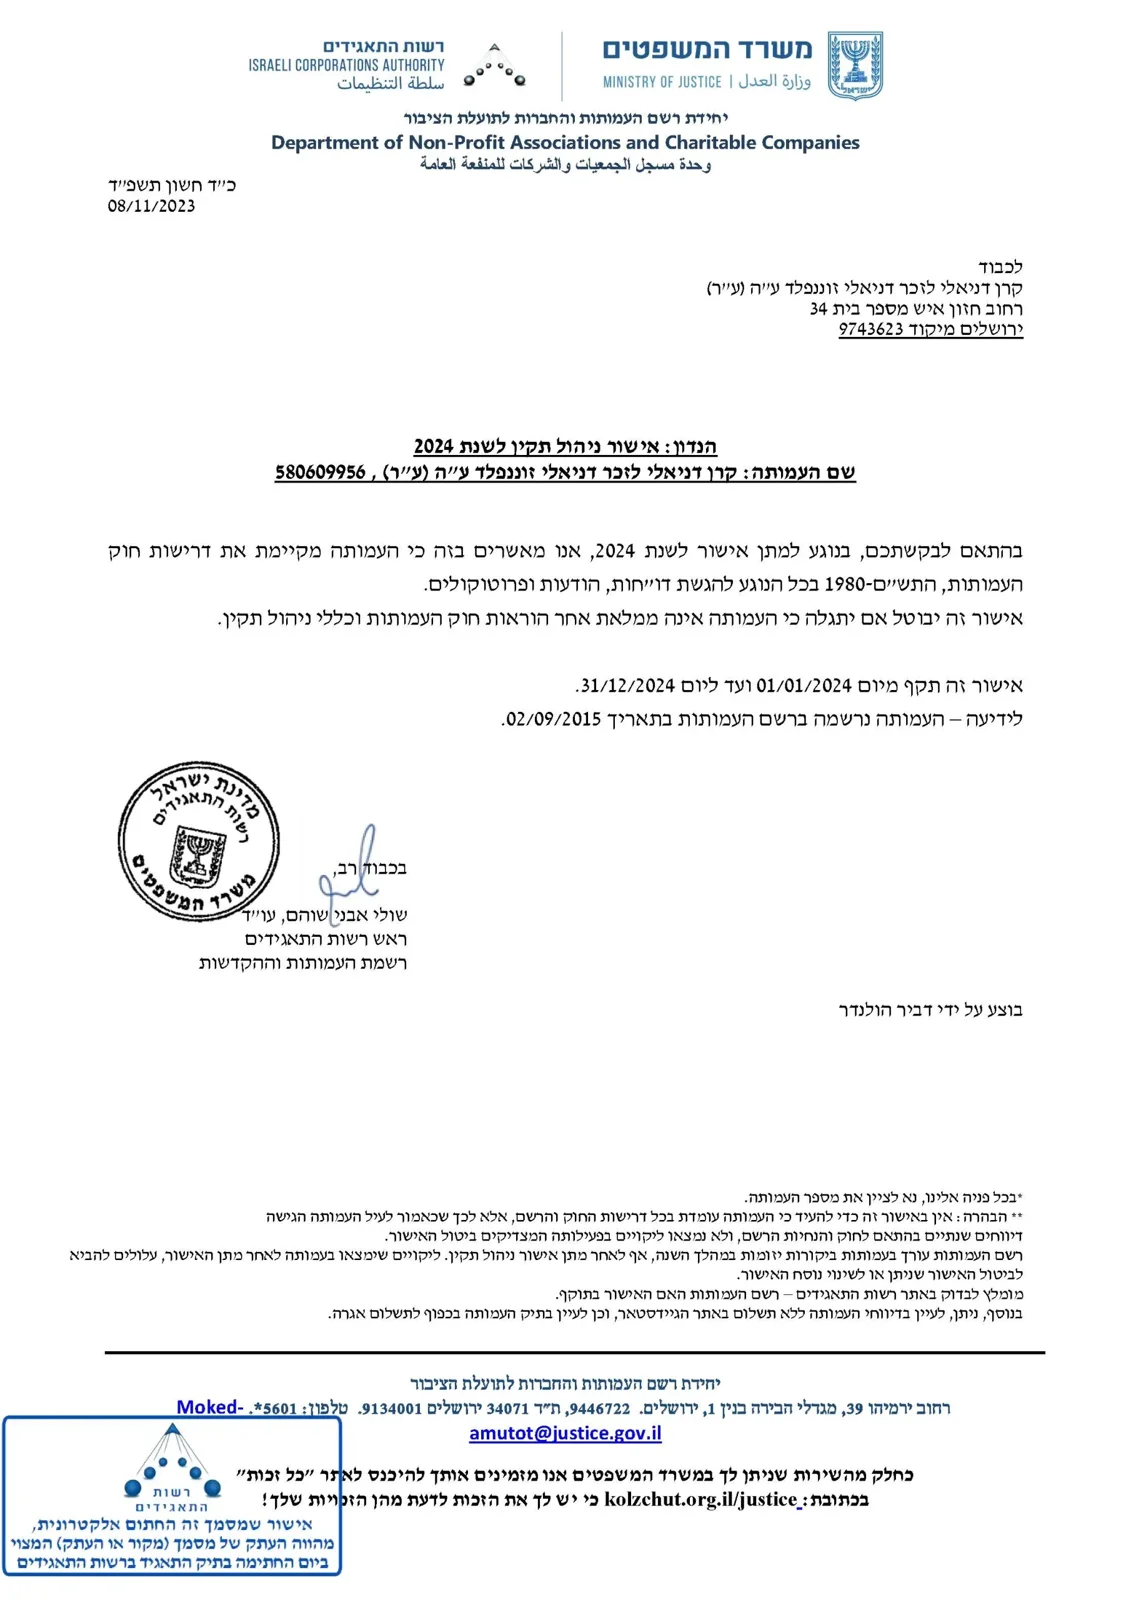 משרד המשפטים
MINISTRY OF JUSTICE | وزارة العدل
רשות התאגידים
ISRAELI CORPORATIONS AUTHORITY
سلطة التنظيمات
יחידת רשם העמותות והחברות לתועלת הציבור
Department of Non-Profit Associations and Charitable Companies
وحدة مسجل الجمعيات والشركات للمنفعة العامة
כ"ד חשון תשפ"ד
08/11/2023
לכבוד
קרן דניאלי לזכר דניאלי זוננפלד ע"ה (ע"ר)
רחוב חזון איש מספר בית 34
ירושלים מיקוד 9743623
הנדון: אישור ניהול תקין לשנת 2024
שם העמותה: קרן דניאלי לזכר דניאלי זוננפלד ע"ה (ע"ר) , 580609956
בהתאם לבקשתכם, בנוגע למתן אישור לשנת 2024, אנו מאשרים בזה כי העמותה מקיימת את דרישות חוק
העמותות, התש"ם-1980 בכל הנוגע להגשת דו"חות, הודעות ופרוטוקולים.
אישור זה יבוטל אם יתגלה כי העמותה אינה ממלאת אחר הוראות חוק העמותות וכללי ניהול תקין.
אישור זה תקף מיום 01/01/2024 ועד ליום 31/12/2024.
לידיעה – העמותה נרשמה ברשם העמותות בתאריך 02/09/2015.
מדינת ישראל
רשות התאגידים
משרד המשפטים
בכבוד רב,
שולי אבני שוהם, עו"ד
ראש רשות התאגידים
רשמת העמותות וההקדשות
בוצע על ידי דביר הולנדר
*בכל פניה אלינו, נא לציין את מספר העמותה.
** הבהרה: אין באישור זה כדי להעיד כי העמותה עומדת בכל דרישות החוק והרשם, אלא לכך שכאמור לעיל העמותה הגישה
דיווחים שנתיים בהתאם לחוק והנחיות הרשם, ולא נמצאו ליקויים בפעילותה המצדיקים ביטול האישור.
רשם העמותות עורך בעמותות ביקורות יזומות במהלך השנה, אף לאחר מתן אישור ניהול תקין. ליקויים שימצאו בעמותה לאחר מתן האישור, עלולים להביא
לביטול האישור שניתן או לשינוי נוסח האישור.
מומלץ לבדוק באתר רשות התאגידים – רשם העמותות האם האישור בתוקף.
בנוסף, ניתן, לעיין בדיווחי העמותה ללא תשלום באתר הגיידסטאר, וכן לעיין בתיק העמותה בכפוף לתשלום אגרה.
יחידת רשם העמותות והחברות לתועלת הציבור
רחוב ירמיהו 39, מגדלי הבירה בנין 1, ירושלים. 9446722, ת"ד 34071 ירושלים 9134001. טלפון: 5601*. Moked-
amutot@justice.gov.il
כחלק מהשירות שניתן לך במשרד המשפטים אנו מזמינים אותך להיכנס לאתר "כל זכות"
בכתובת: kolzchut.org.il/justice כי יש לך את הזכות לדעת מהן הזכויות שלך!
רשות
התאגידים
אישור שמסמך זה החתום אלקטרונית,
מהווה העתק של מסמך (מקור או העתק) המצוי
ביום החתימה בתיק התאגיד ברשות התאגידים